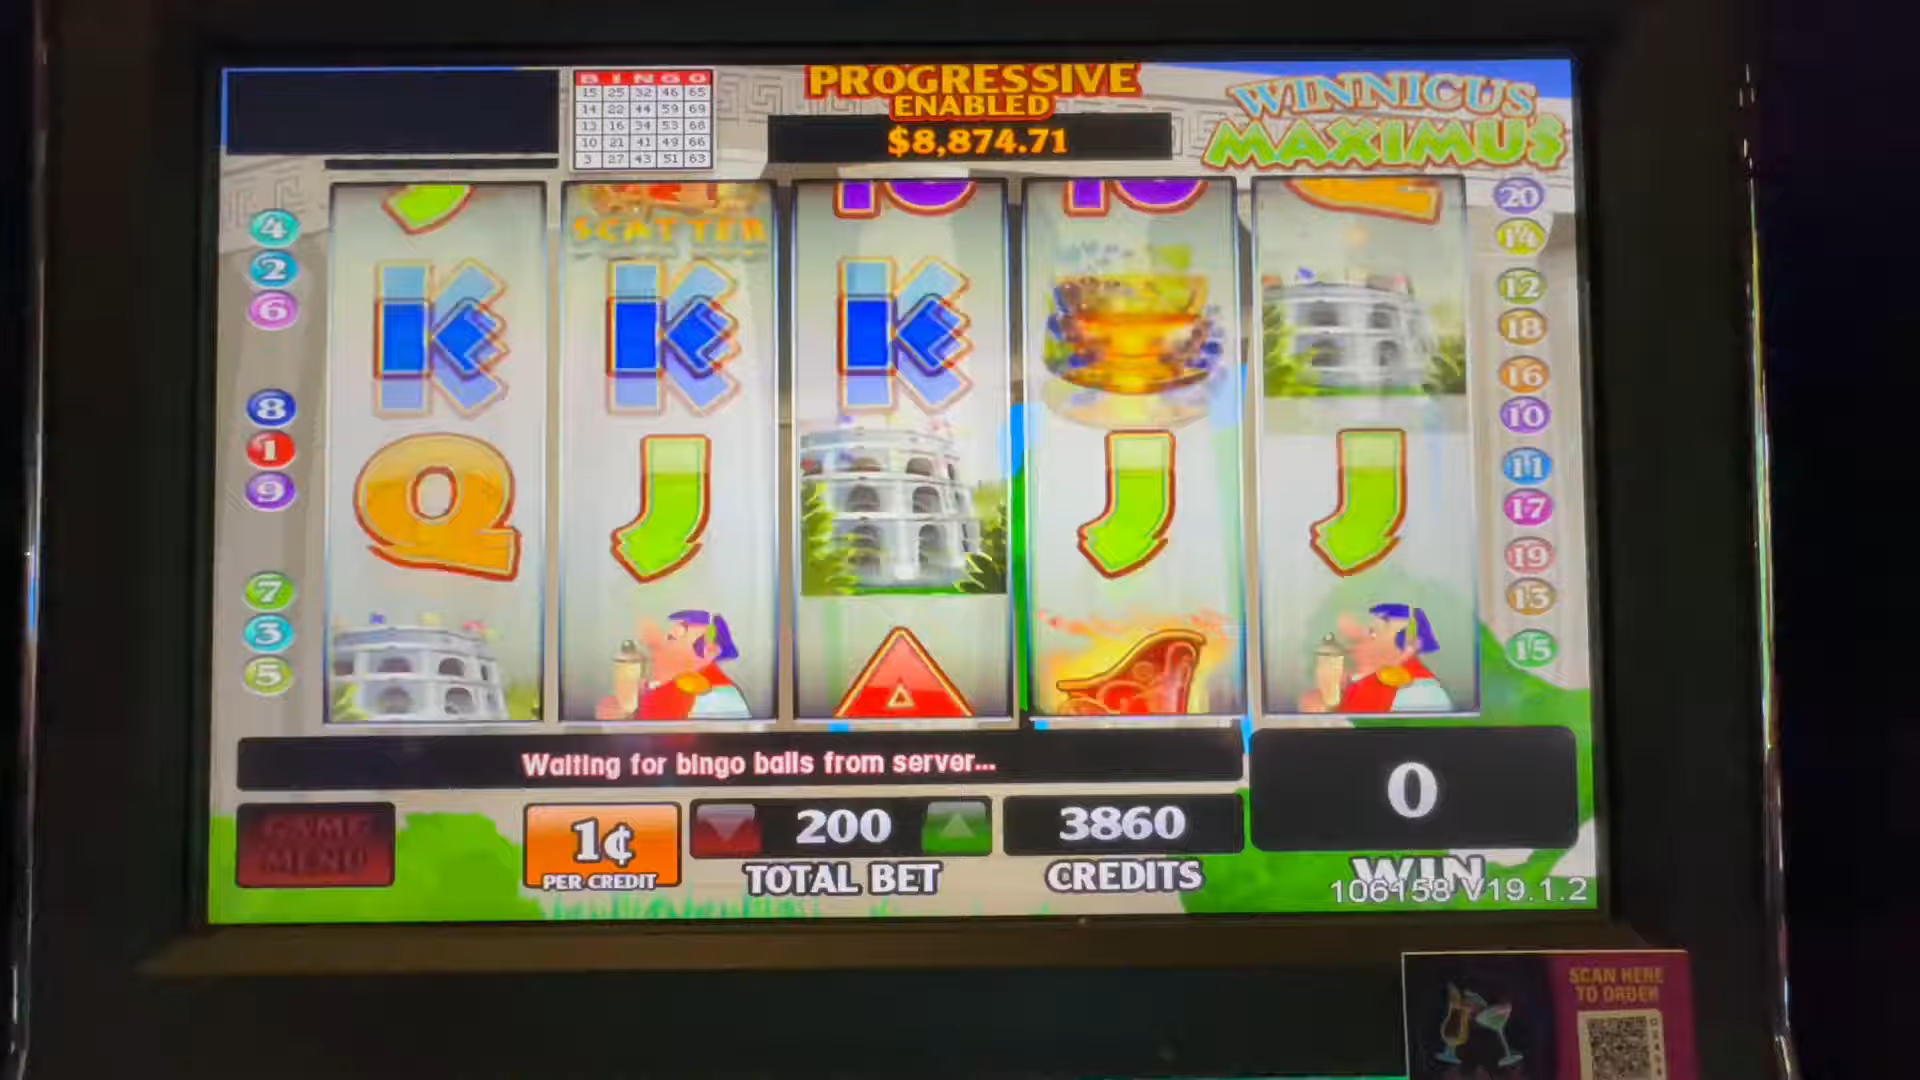 BINGO
15 25 32 46 65
14 22 44 59 69
13 16 34 53 68
10 21 41 49 66
3 27 43 51 63
PROGRESSIVE
ENABLED
$8,874.71
WINNICUS
MAXIMU$
SCATTER
4
2
6
8
1
9
7
3
5
K K K
Q J J J
A
20
14
12
18
16
10
11
17
19
13
15
Waiting for bingo balls from server...
GAME
MENU
1¢
PER CREDIT
200
TOTAL BET
3860
CREDITS
0
WIN
106158 V19.1.2
SCAN HERE
TO ORDER